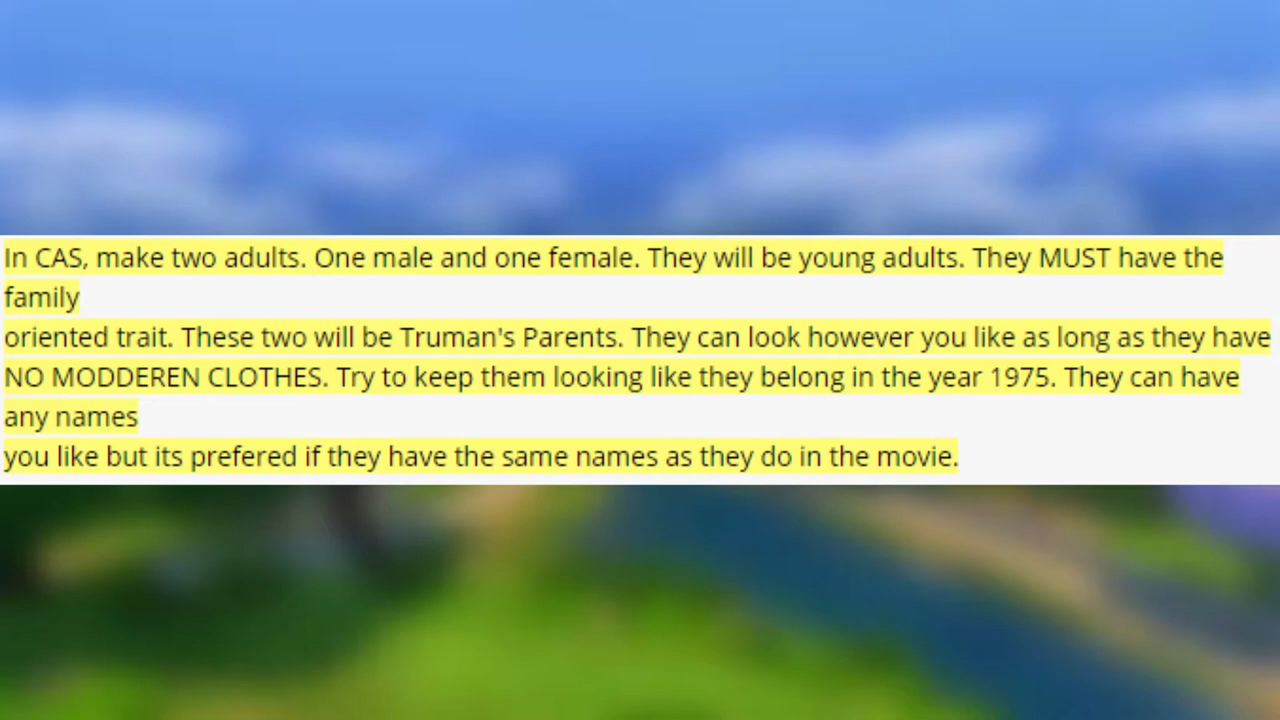 In CAS, make two adults. One male and one female. They will be young adults. They MUST have the
family
oriented trait. These two will be Truman's Parents. They can look however you like as long as they have
NO MODDEREN CLOTHES. Try to keep them looking like they belong in the year 1975. They can have
any names
you like but its prefered if they have the same names as they do in the movie.